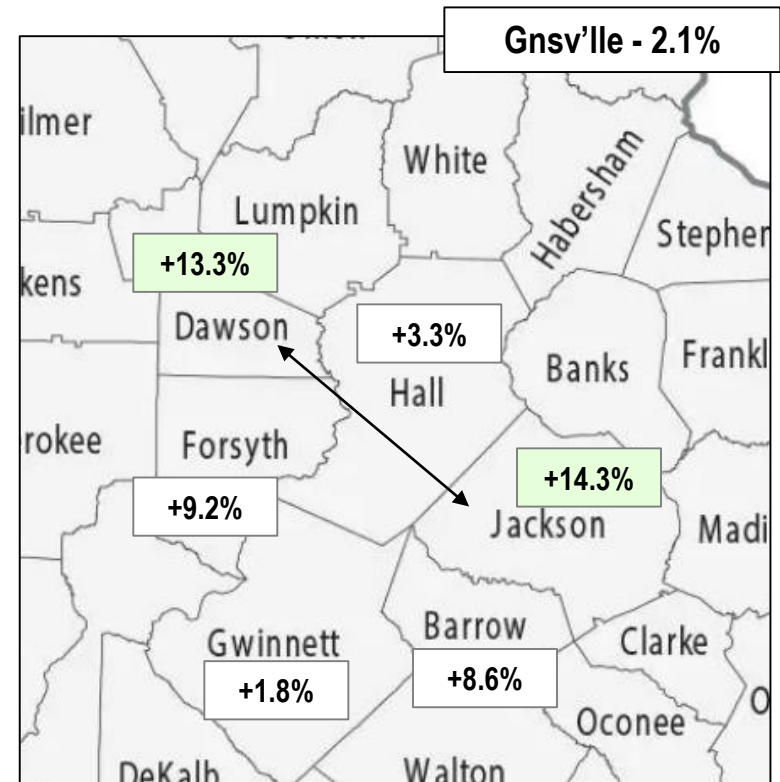 Gnsv'lle - 2.1%
ilmer
White
Habersham
Lumpkin
Stepher
+13.3%
kens
Dawson
+3.3%
Hall
Banks
Frankl
rokee
Forsyth
+14.3%
+9.2%
Jackson
Madi
Gwinnett
Barrow
Clarke
+1.8%
+8.6%
Oconee
O
DeKalb
Walton